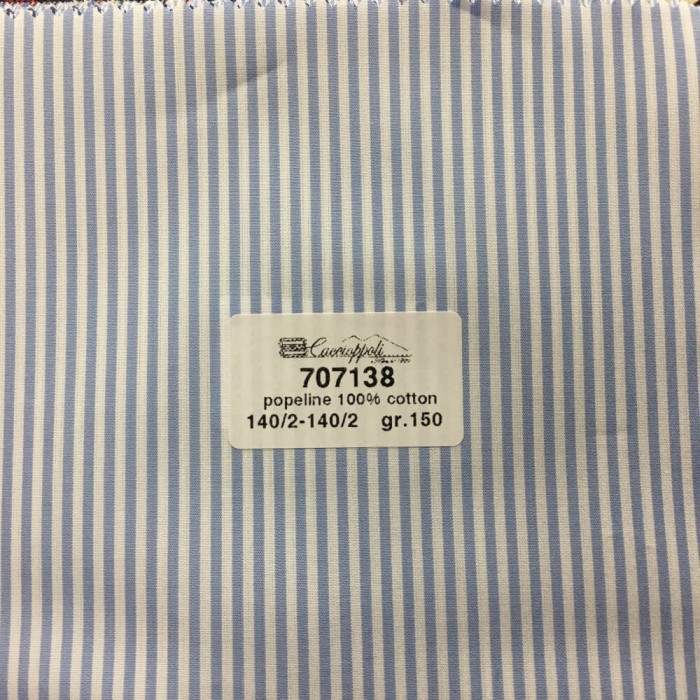 Caccioppoli
707138
popeline 100% cotton
140/2-140/2 gr.150